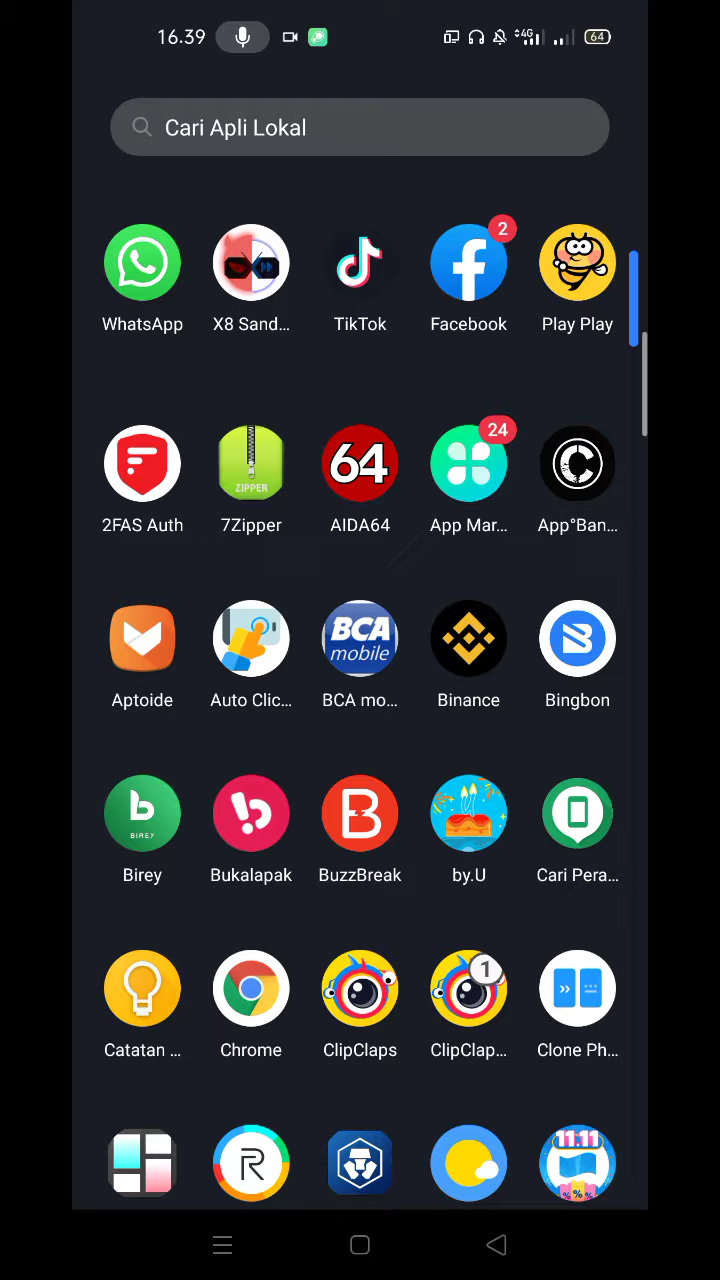 16.39
4G
64
Cari Apli Lokal
2
WhatsApp
X8 Sand...
TikTok
Facebook
Play Play
ZIPPER
64
24
2FAS Auth
7Zipper
AIDA64
App Mar...
App°Ban...
BCA
mobile
Aptoide
Auto Clic...
BCA mo...
Binance
Bingbon
b
BIREY
B
Birey
Bukalapak
BuzzBreak
by.U
Cari Pera...
1
Catatan ...
Chrome
ClipClaps
ClipClap...
Clone Ph...
R
11.11
% % %